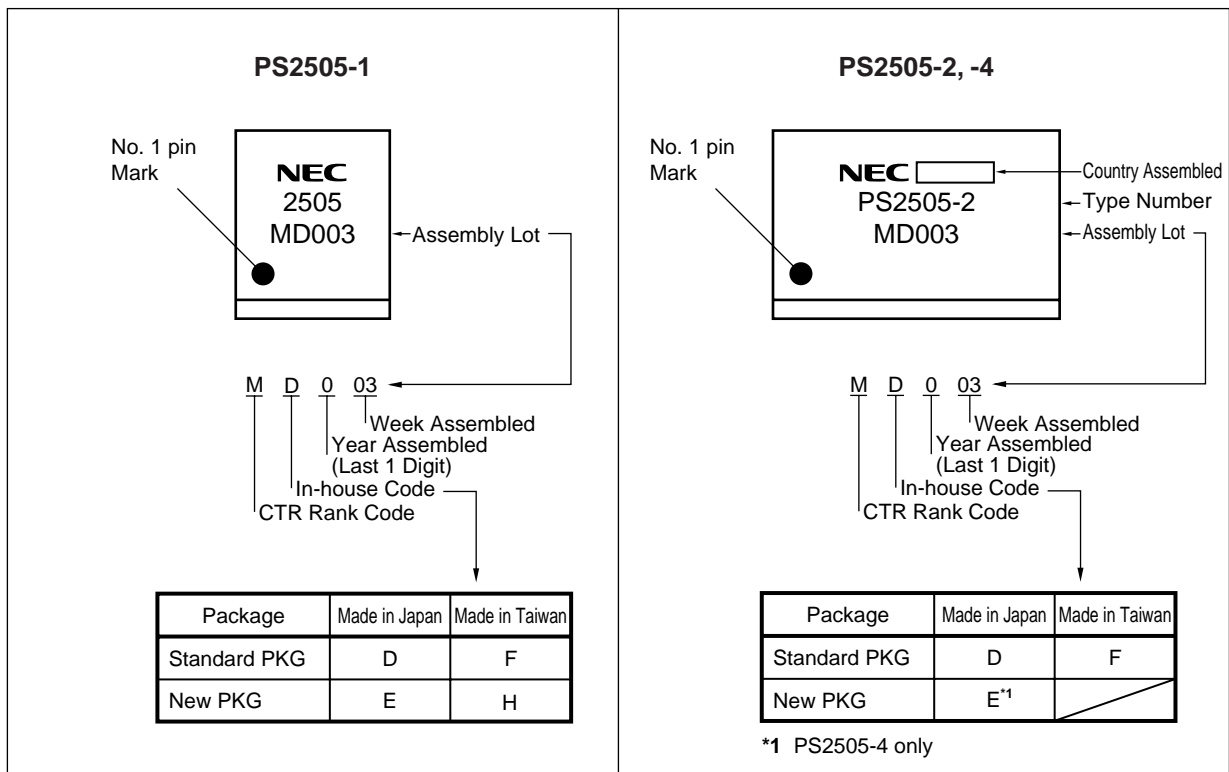 PS2505-1
No. 1 pin
Mark
NEC
2505
MD003
Assembly Lot
M D 0 03
Week Assembled
Year Assembled
(Last 1 Digit)
In-house Code
CTR Rank Code
Package Made in Japan Made in Taiwan
Standard PKG D F
New PKG E H
PS2505-2, -4
No. 1 pin
Mark
NEC
Country Assembled
PS2505-2
Type Number
MD003
Assembly Lot
M D 0 03
Week Assembled
Year Assembled
(Last 1 Digit)
In-house Code
CTR Rank Code
Package Made in Japan Made in Taiwan
Standard PKG D F
New PKG E*1
*1 PS2505-4 only